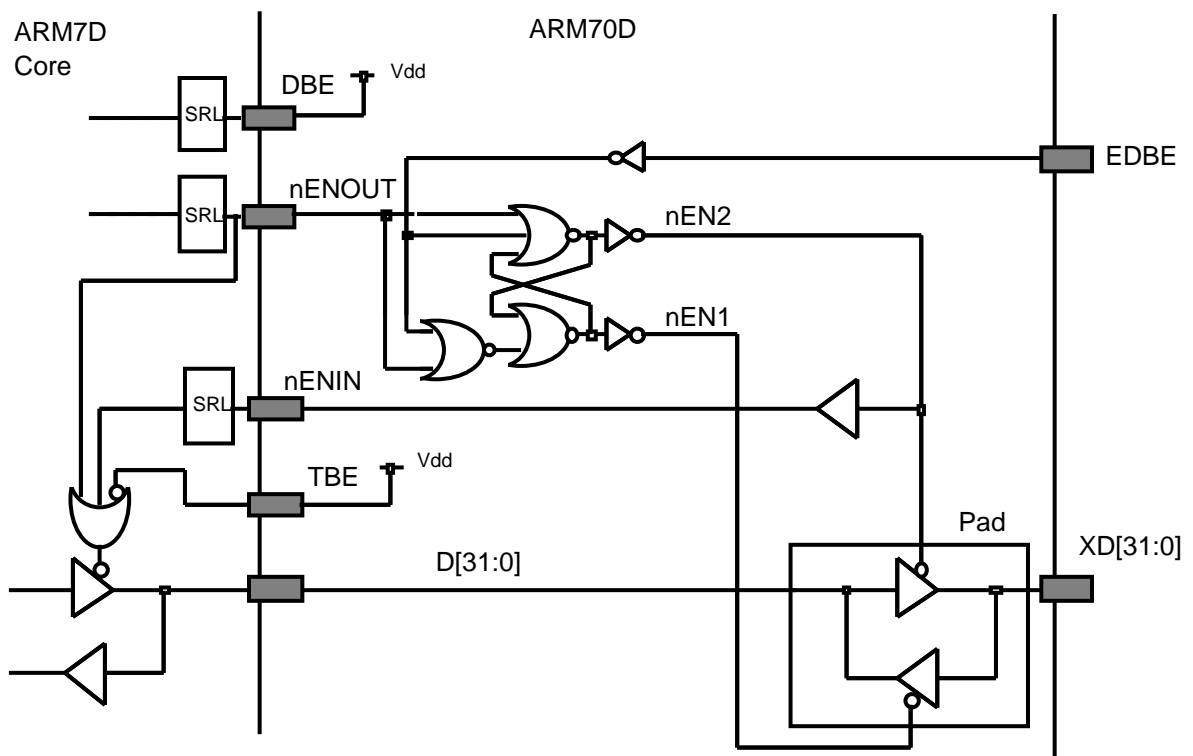 ARM7D
Core
ARM70D
DBE
Vdd
SRL
EDBE
nENOUT
SRL
nEN2
nEN1
nENIN
SRL
TBE
Vdd
Pad
D[31:0]
XD[31:0]